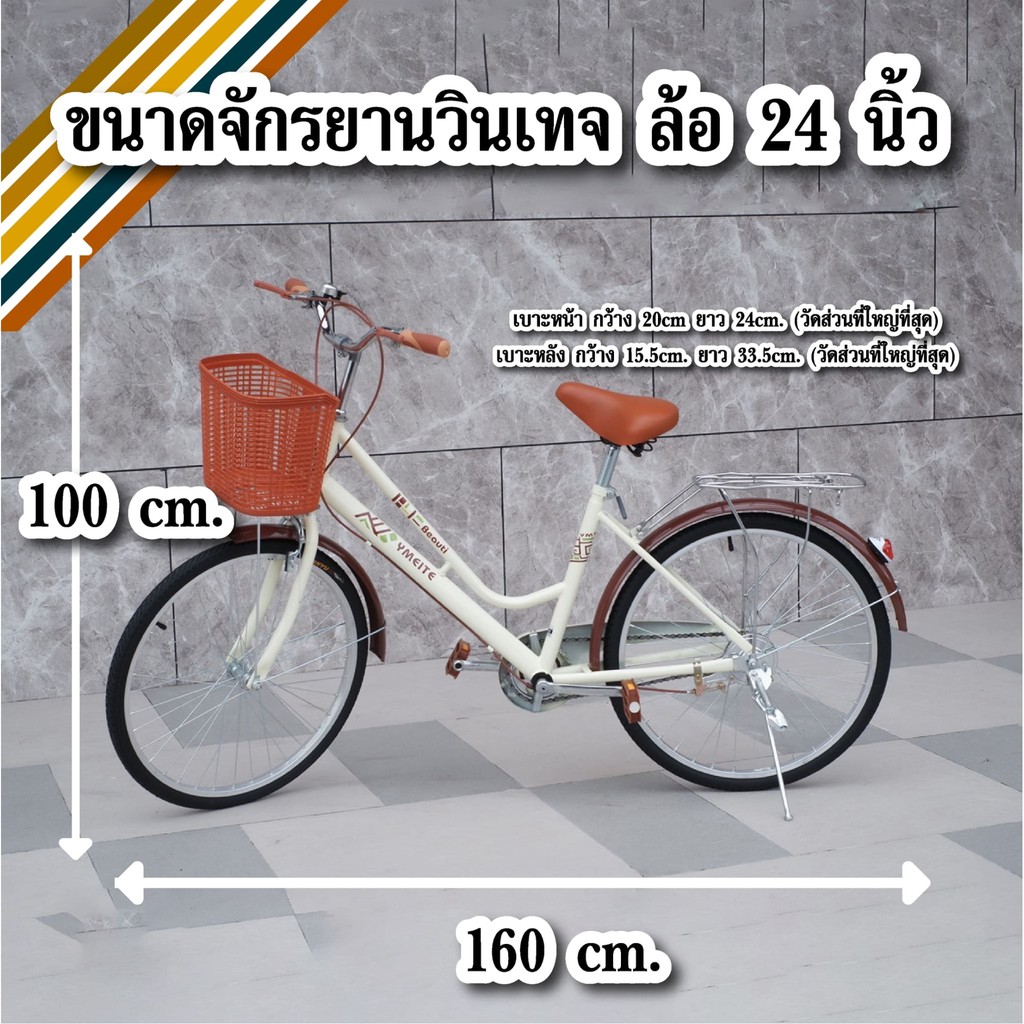 ขนาดจักรยานวินเทจ ล้อ 24 นิ้ว
เบาะหน้า กว้าง 20cm ยาว 24cm. (วัดส่วนที่ใหญ่ที่สุด)
เบาะหลัง กว้าง 15.5cm. ยาว 33.5cm. (วัดส่วนที่ใหญ่ที่สุด)
100 cm.
Beauti
YMEITE
160 cm.